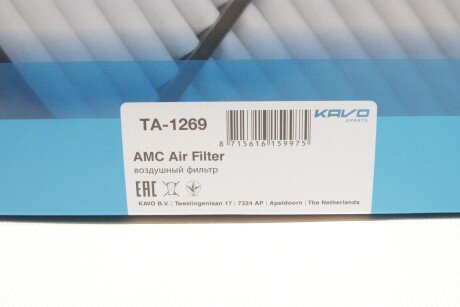 TA-1269
KAVO
PARTS
8 715616 159975
AMC Air Filter
воздушный фильтр
EAC
KAVO B.V. | Tweelingenlaan 17 | 7324 AP | Apeldoorn | The Netherlands